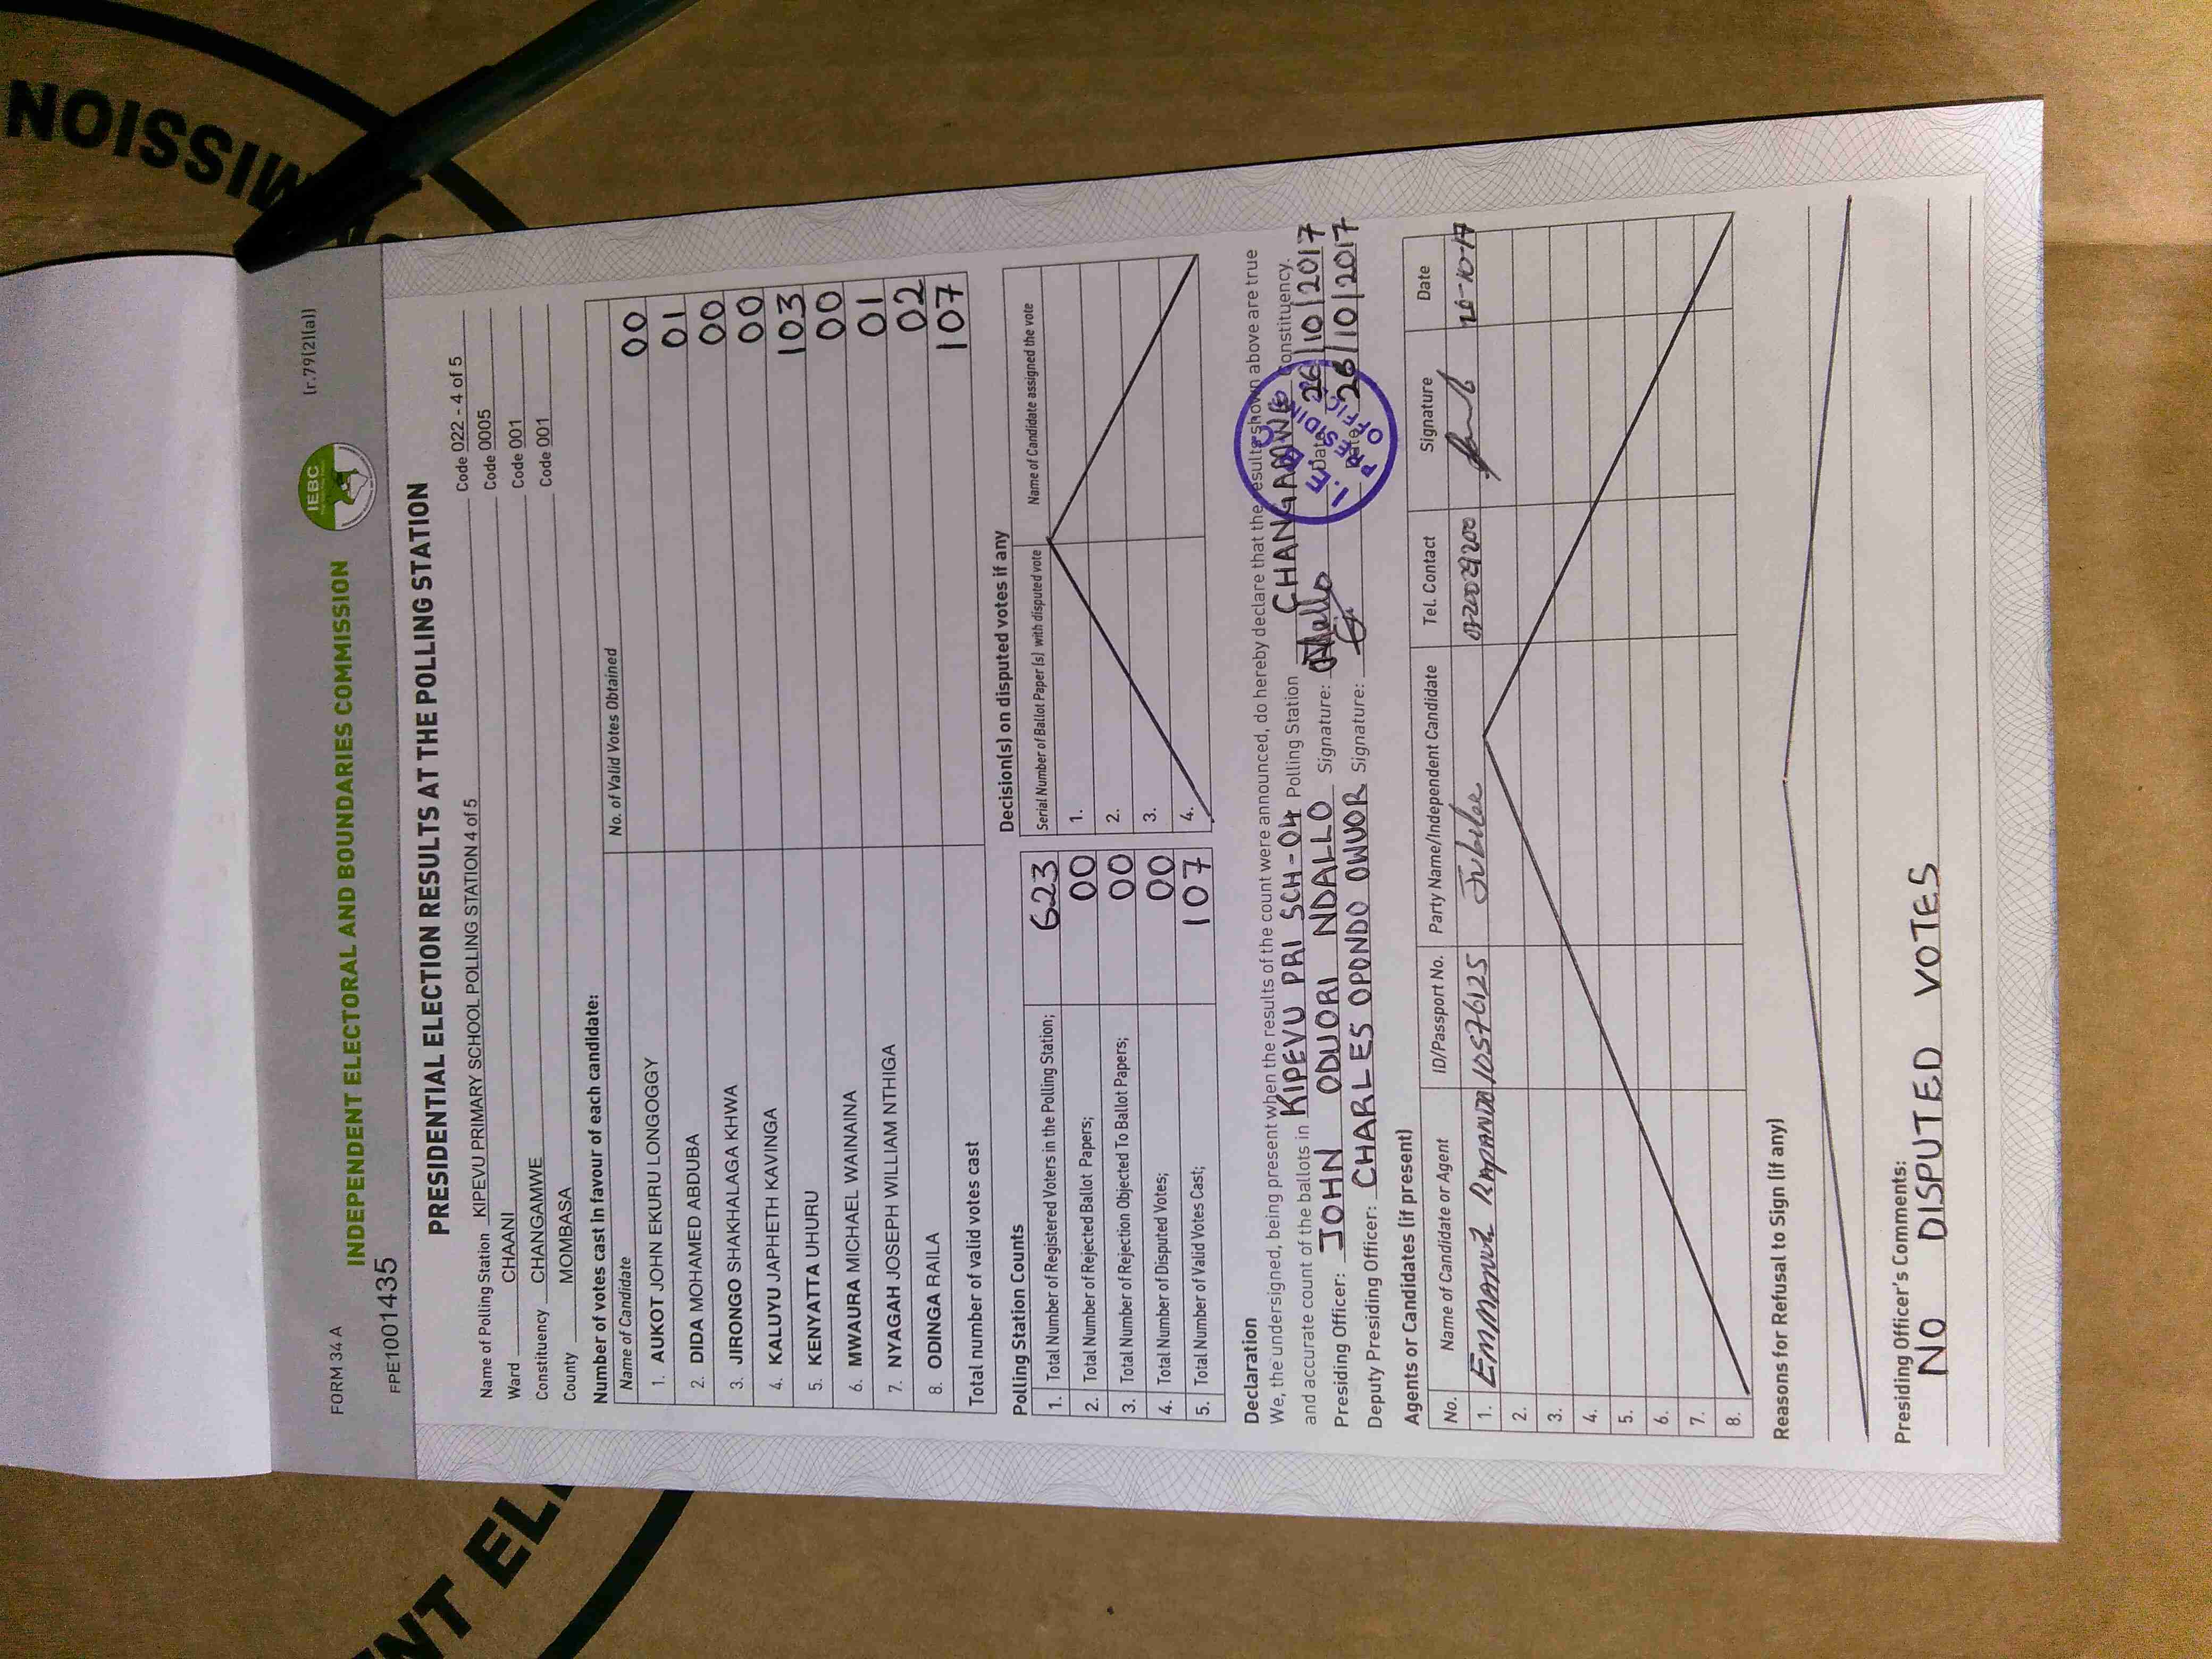 FORM 34 A
(r.79(2)(a))
IEBC
INDEPENDENT ELECTORAL AND BOUNDARIES COMMISSION
FPE1001435
PRESIDENTIAL ELECTION RESULTS AT THE POLLING STATION
Name of Polling Station KIPEVU PRIMARY SCHOOL POLLING STATION 4 of 5 Code 022 - 4 of 5
Ward CHAANI Code 0005
Constituency CHANGAMWE Code 001
County MOMBASA Code 001
Number of votes cast in favour of each candidate:
Name of Candidate No. of Valid Votes Obtained
1. AUKOT JOHN EKURU LONGOGGY 00
2. DIDA MOHAMED ABDUBA 01
3. JIRONGO SHAKHALAGA KHWA 00
4. KALUYU JAPHETH KAVINGA 00
5. KENYATTA UHURU 103
6. MWAURA MICHAEL WAINAINA 00
7. NYAGAH JOSEPH WILLIAM NTHIGA 01
8. ODINGA RAILA 02
Total number of valid votes cast 107
Polling Station Counts
1. Total Number of Registered Voters in the Polling Station; 623
2. Total Number of Rejected Ballot Papers; 00
3. Total Number of Rejection Objected To Ballot Papers; 00
4. Total Number of Disputed Votes; 00
5. Total Number of Valid Votes Cast; 107
Decision(s) on disputed votes if any
Serial Number of Ballot Paper(s) with disputed vote Name of Candidate assigned the vote
1.
2.
3.
4.
Declaration
We, the undersigned, being present when the results of the count were announced, do hereby declare that the results shown above are true
and accurate count of the ballots in KIPEVU PRI SCH-04 Polling Station CHANGAMWE Constituency.
Presiding Officer: JOHN ODUORI NDALLO Signature: Date: 26/10/2017
Deputy Presiding Officer: CHARLES OPONDO OWUOR Signature: Date: 26/10/2017
I.E.B.C
PRESIDING
OFFICER
Agents or Candidates (if present)
No. Name of Candidate or Agent ID/Passport No. Party Name/Independent Candidate Tel. Contact Signature Date
1. Emmanuel 10576125 Jubilee 26-10-17
2.
3.
4.
5.
6.
7.
8.
Reasons for Refusal to Sign (if any)
Presiding Officer's Comments:
NO DISPUTED VOTES
NT EL
MISSION